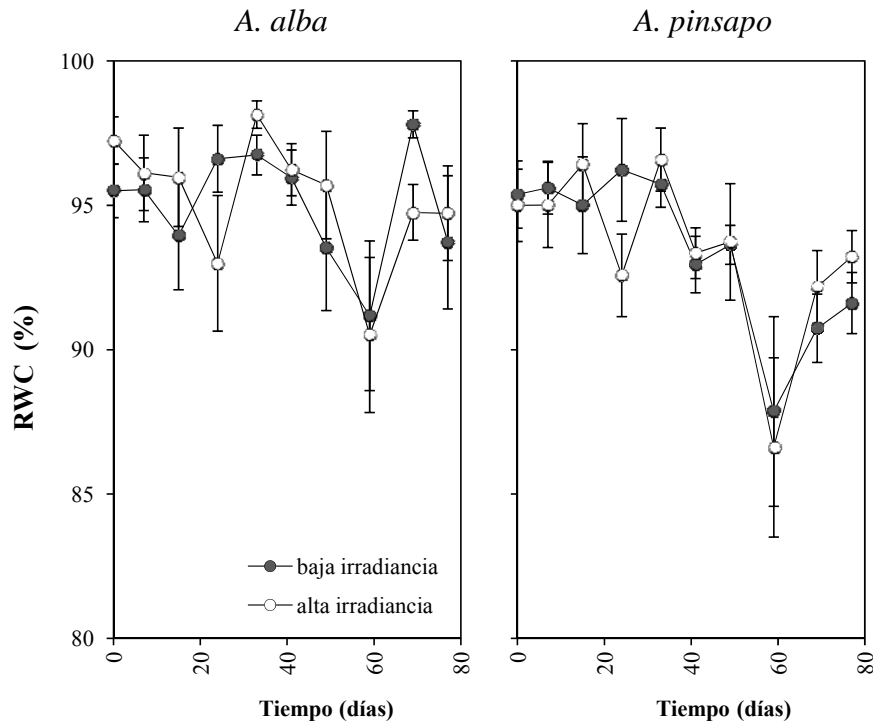 A. alba
A. pinsapo
100
95
90
85
80
RWC (%)
baja irradiancia
alta irradiancia
0 20 40 60 80
0 20 40 60 80
Tiempo (días)
Tiempo (días)